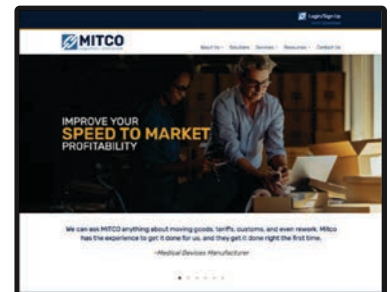 Login/Sign Up
MITCO
About Us Solutions Services Resources Contact Us
IMPROVE YOUR
SPEED TO MARKET
PROFITABILITY
We can ask MITCO anything about moving goods, tariffs, customs, and even rework. Mitco
has the experience to get it done for us, and they get it done right the first time.
-Medical Devices Manufacturer